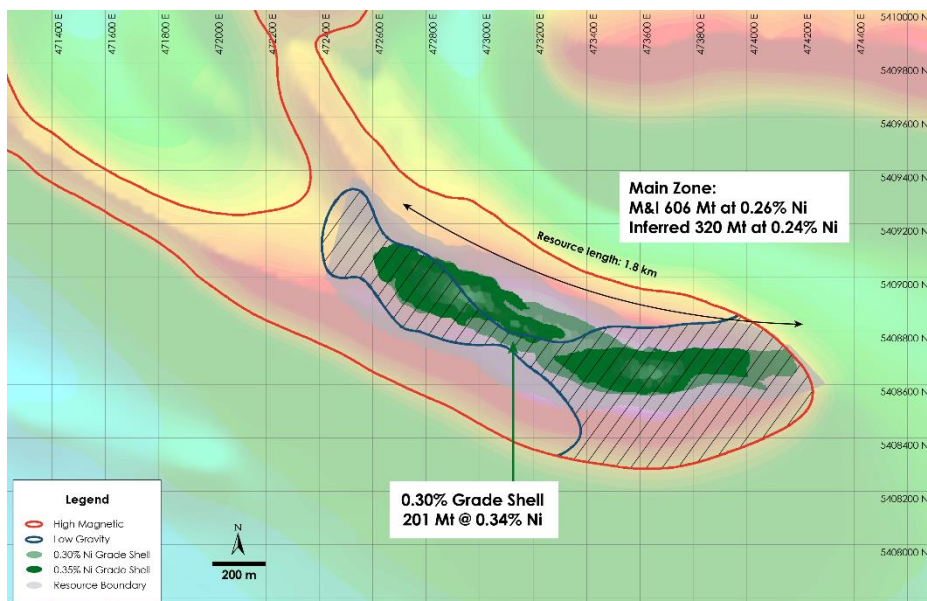 471400 E
471600 E
471800 E
472000 E
472200 E
472400 E
472600 E
472800 E
473000 E
473200 E
473400 E
473600 E
473800 E
474000 E
474200 E
474400 E
5410000 N
5409800 N
5409600 N
5409400 N
5409200 N
5409000 N
5408800 N
5408600 N
5408400 N
5408200 N
5408000 N
Main Zone:
M&I 606 Mt at 0.26% Ni
Inferred 320 Mt at 0.24% Ni
Resource length: 1.8 km
0.30% Grade Shell
201 Mt @ 0.34% Ni
Legend
High Magnetic
Low Gravity
0.30% Ni Grade Shell
0.35% Ni Grade Shell
Resource Boundary
N
200 m